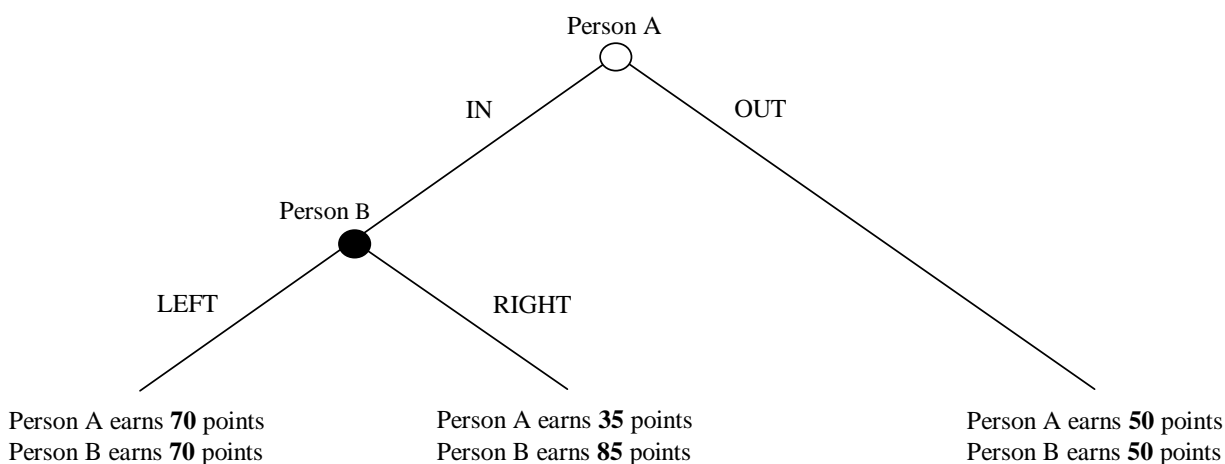 Person A
IN
OUT
Person B
LEFT
RIGHT
Person A earns 70 points
Person B earns 70 points
Person A earns 35 points
Person B earns 85 points
Person A earns 50 points
Person B earns 50 points